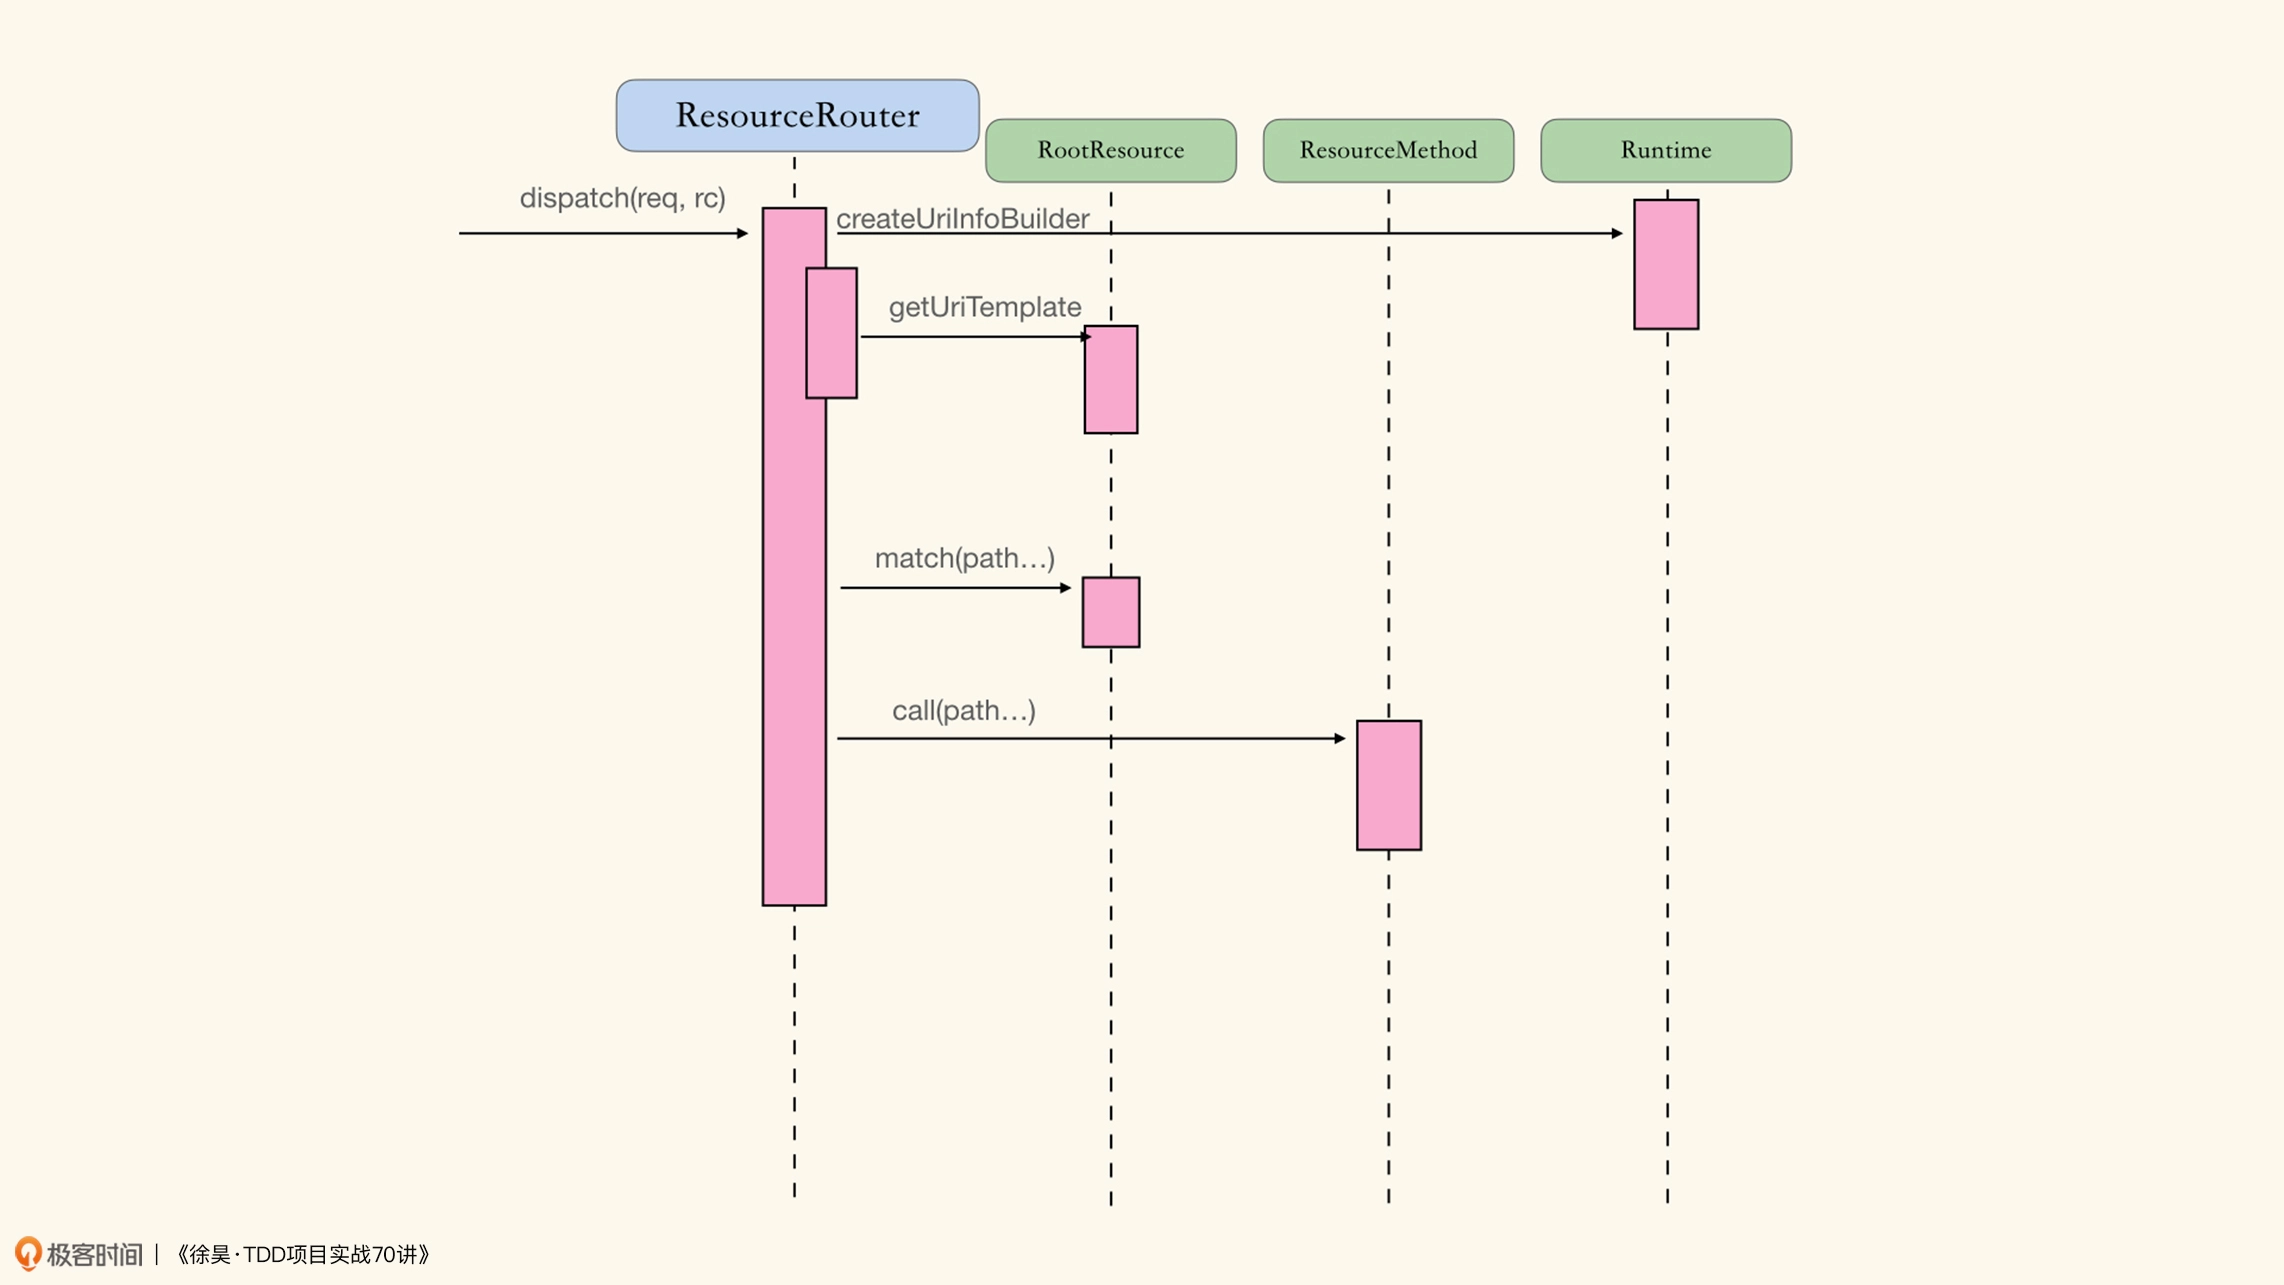 ResourceRouter
RootResource
ResourceMethod
Runtime
dispatch(req, rc)
createUriInfoBuilder
getUriTemplate
match(path...)
call(path...)
极客时间 | 《徐昊·TDD项目实战70讲》